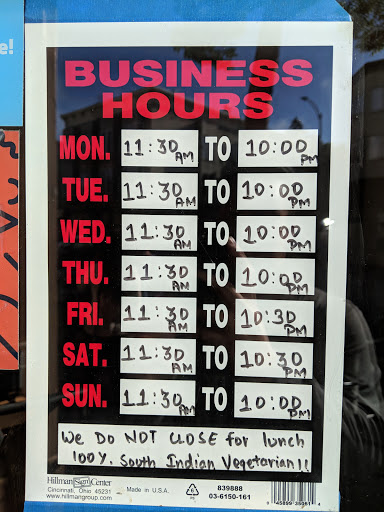 e!
BUSINESS
HOURS
MON. 11:30 AM TO 10:00 PM
TUE. 11:30 AM TO 10:00 PM
WED. 11:30 AM TO 10:00 PM
THU. 11:30 AM TO 10:00 PM
FRI. 11:30 AM TO 10:30 PM
SAT. 11:30 AM TO 10:30 PM
SUN. 11:30 AM TO 10:00 PM
We DO NOT CLOSE for lunch
100%. South Indian Vegetarian!!
Hillman Sign Center
Cincinnati, Ohio 45231 Made in U.S.A. 839888
www.hillmangroup.com 03-6150-161